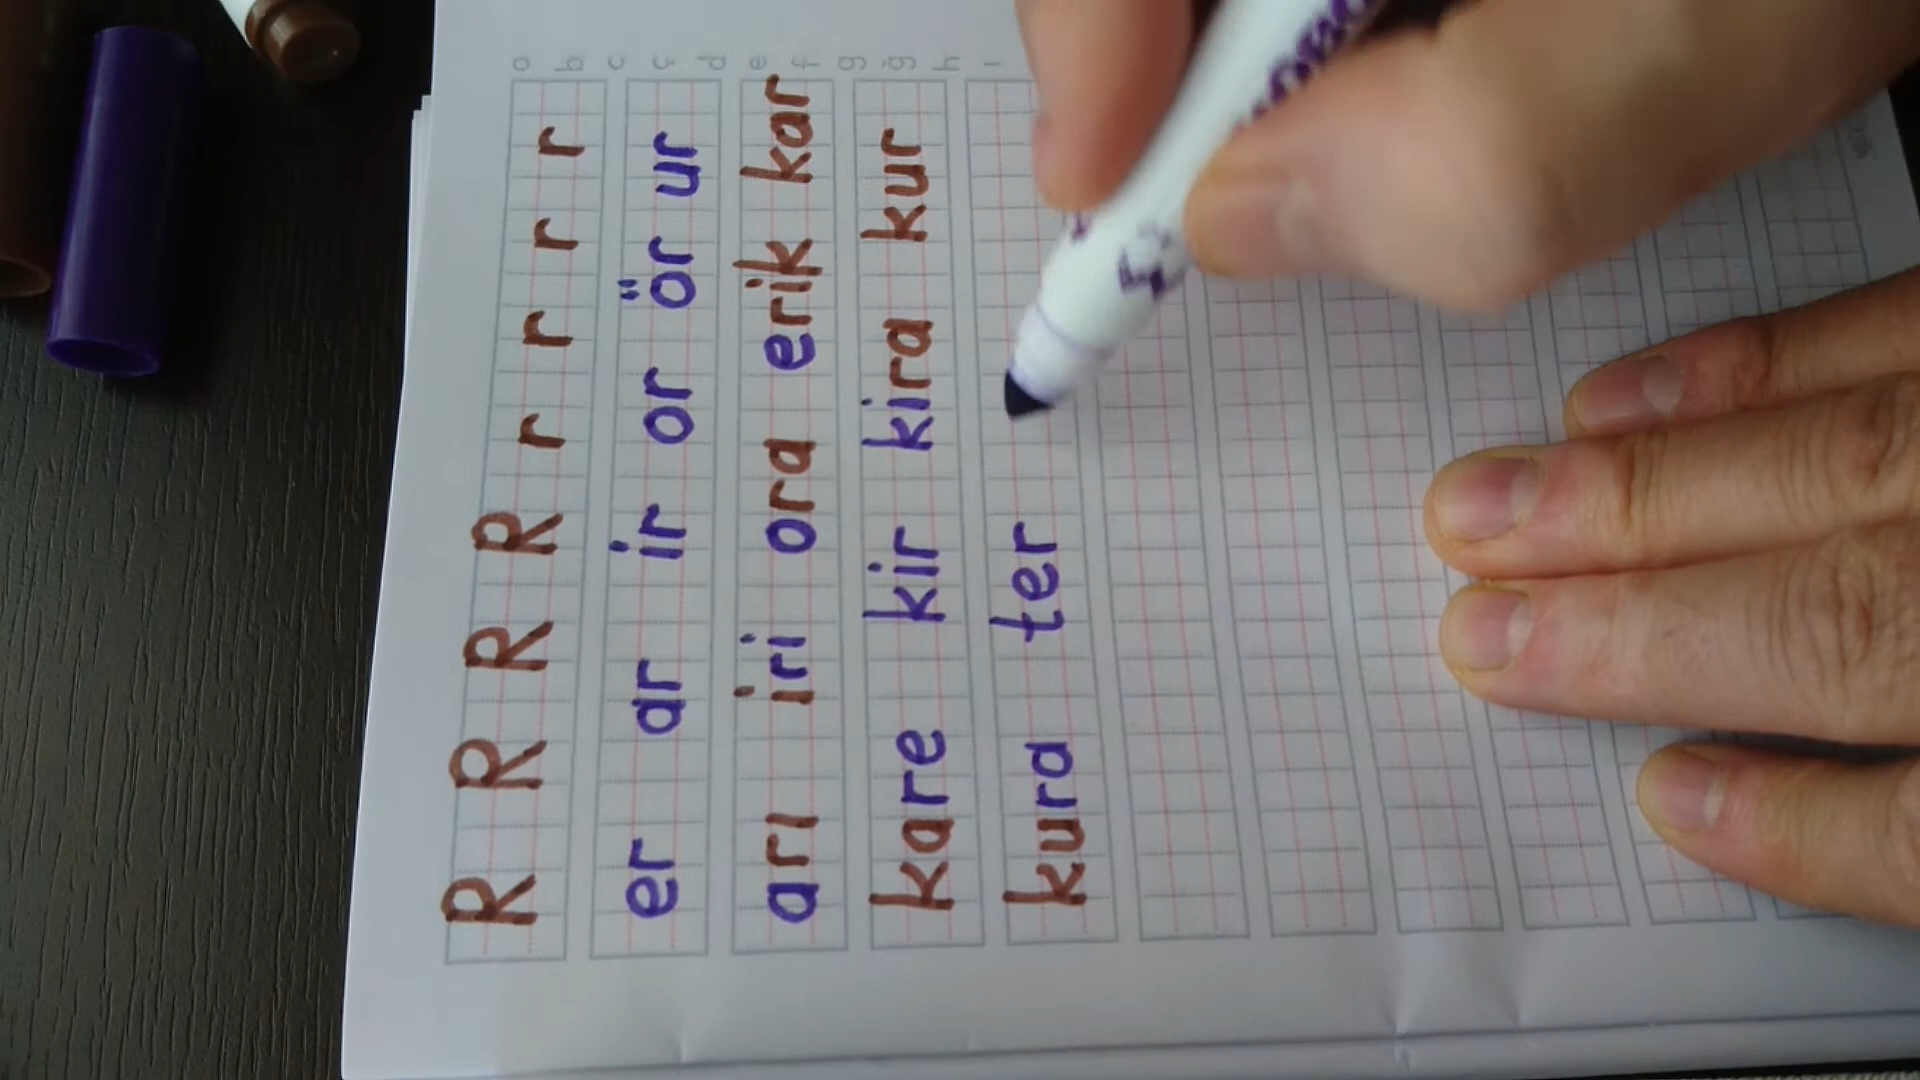 R R R R r r r r
er ar ir or ör ur
arı iri ora erik kar
kare kir kira kur
kura ter
a
b
c
ç
d
e
f
g
ğ
h
ı